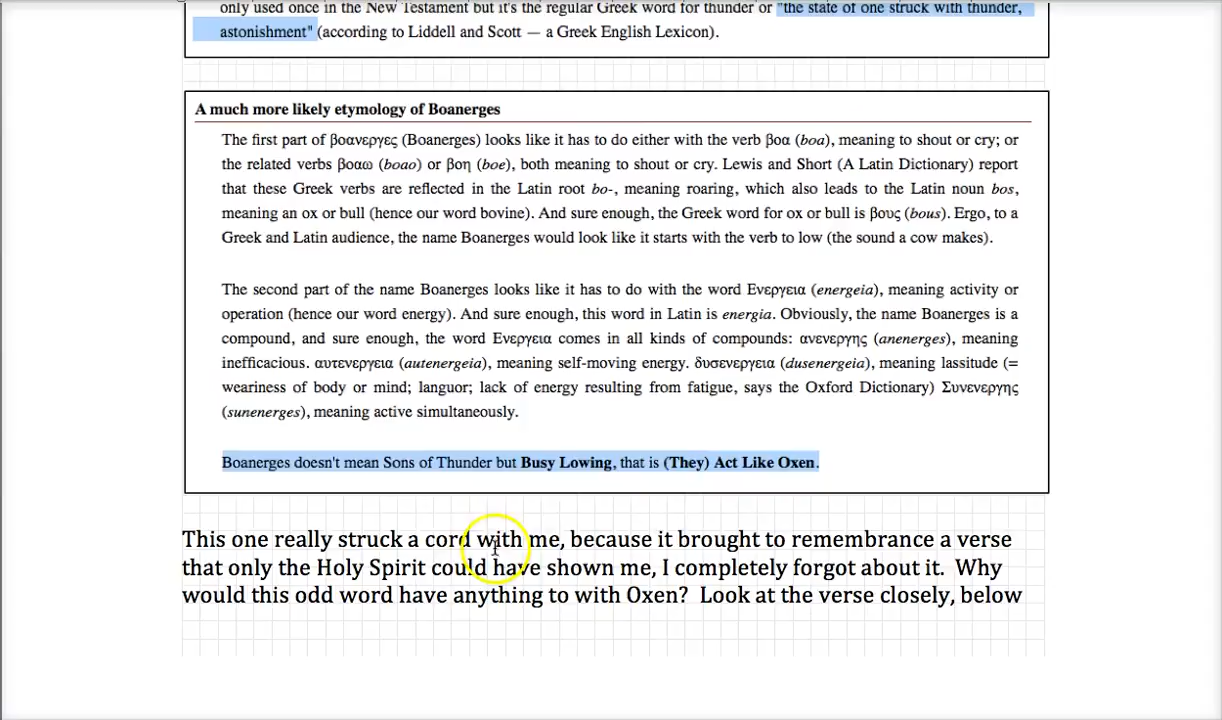 only used once in the New Testament but it's the regular Greek word for thunder or "the state of one struck with thunder,
astonishment" (according to Liddell and Scott — a Greek English Lexicon).
A much more likely etymology of Boanerges
The first part of βοανεργες (Boanerges) looks like it has to do either with the verb βοα (boa), meaning to shout or cry; or
the related verbs βοαω (boao) or βοη (boe), both meaning to shout or cry. Lewis and Short (A Latin Dictionary) report
that these Greek verbs are reflected in the Latin root bo-, meaning roaring, which also leads to the Latin noun bos,
meaning an ox or bull (hence our word bovine). And sure enough, the Greek word for ox or bull is βους (bous). Ergo, to a
Greek and Latin audience, the name Boanerges would look like it starts with the verb to low (the sound a cow makes).
The second part of the name Boanerges looks like it has to do with the word Ενεργεια (energeia), meaning activity or
operation (hence our word energy). And sure enough, this word in Latin is energia. Obviously, the name Boanerges is a
compound, and sure enough, the word Ενεργεια comes in all kinds of compounds: ανενεργης (anenerges), meaning
inefficacious. αυτενεργεια (autenergeia), meaning self-moving energy. δυσενεργεια (dusenergeia), meaning lassitude (=
weariness of body or mind; languor; lack of energy resulting from fatigue, says the Oxford Dictionary) Συνενεργης
(sunenerges), meaning active simultaneously.
Boanerges doesn't mean Sons of Thunder but Busy Lowing, that is (They) Act Like Oxen.
This one really struck a cord with me, because it brought to remembrance a verse
that only the Holy Spirit could have shown me, I completely forgot about it. Why
would this odd word have anything to with Oxen? Look at the verse closely, below